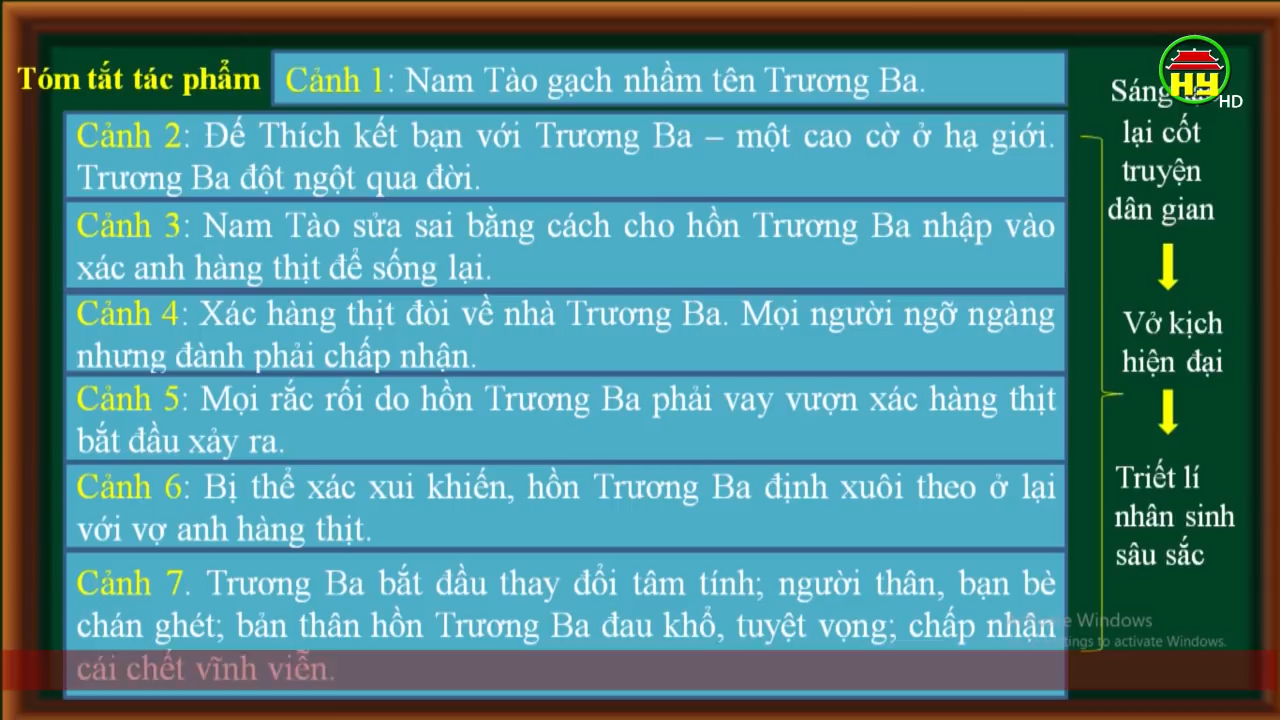 Tóm tắt tác phẩm
Cảnh 1: Nam Tào gạch nhầm tên Trương Ba.
Cảnh 2: Đế Thích kết bạn với Trương Ba – một cao cờ ở hạ giới.
Trương Ba đột ngột qua đời.
Cảnh 3: Nam Tào sửa sai bằng cách cho hồn Trương Ba nhập vào
xác anh hàng thịt để sống lại.
Cảnh 4: Xác hàng thịt đòi về nhà Trương Ba. Mọi người ngỡ ngàng
nhưng đành phải chấp nhận.
Cảnh 5: Mọi rắc rối do hồn Trương Ba phải vay vượn xác hàng thịt
bắt đầu xảy ra.
Cảnh 6: Bị thể xác xui khiến, hồn Trương Ba định xuôi theo ở lại
với vợ anh hàng thịt.
Cảnh 7. Trương Ba bắt đầu thay đổi tâm tính; người thân, bạn bè
chán ghét; bản thân hồn Trương Ba đau khổ, tuyệt vọng; chấp nhận
cái chết vĩnh viễn.
HY
HD
Sáng
lại cốt
truyện
dân gian
Vở kịch
hiện đại
Triết lí
nhân sinh
sâu sắc
Windows
to activate Windows.